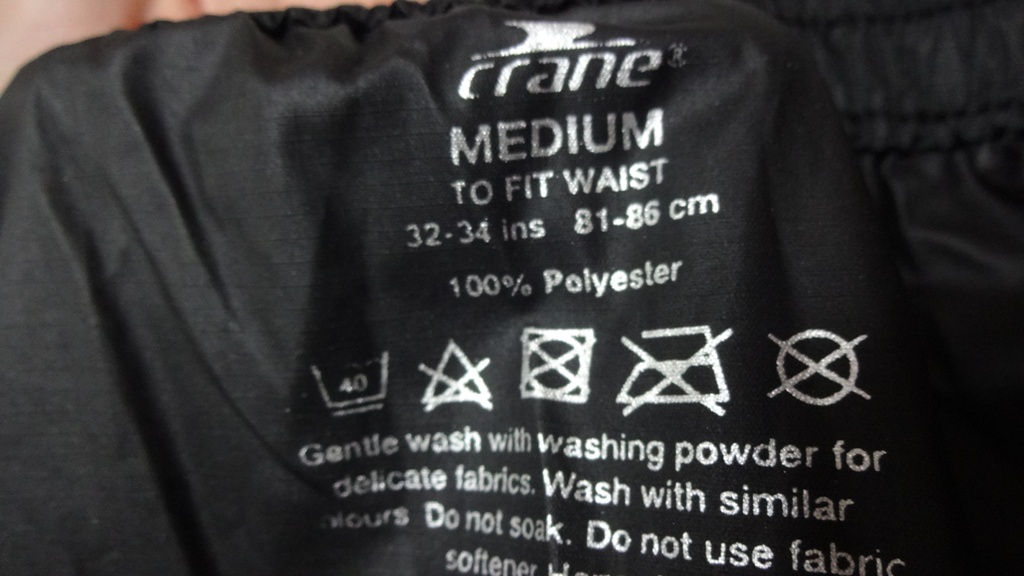 crane®
MEDIUM
TO FIT WAIST
32-34 ins 81-86 cm
100% Polyester
40
Gentle wash with washing powder for
delicate fabrics. Wash with similar
Do not soak. Do not use fabric
softener